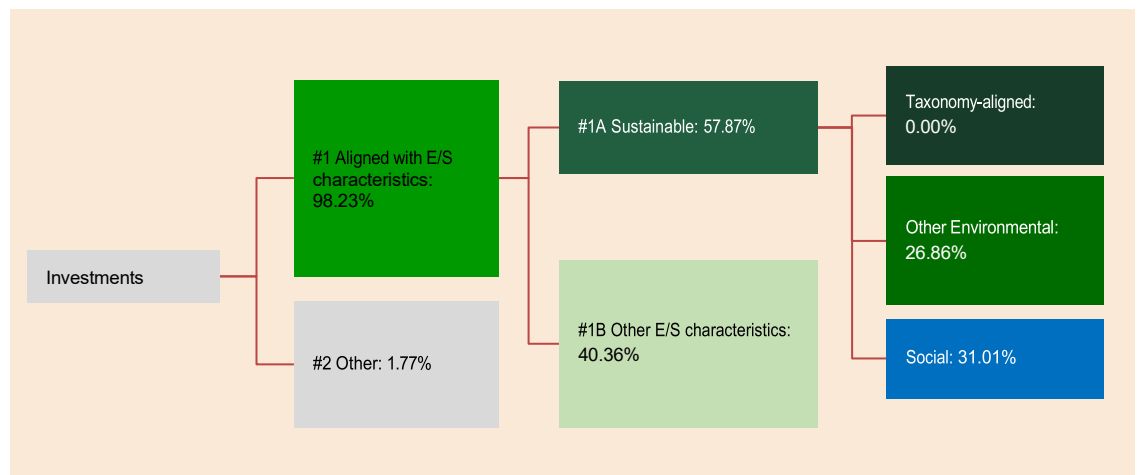 Investments
#1 Aligned with E/S
characteristics:
98.23%
#2 Other: 1.77%
#1A Sustainable: 57.87%
#1B Other E/S characteristics:
40.36%
Taxonomy-aligned:
0.00%
Other Environmental:
26.86%
Social: 31.01%